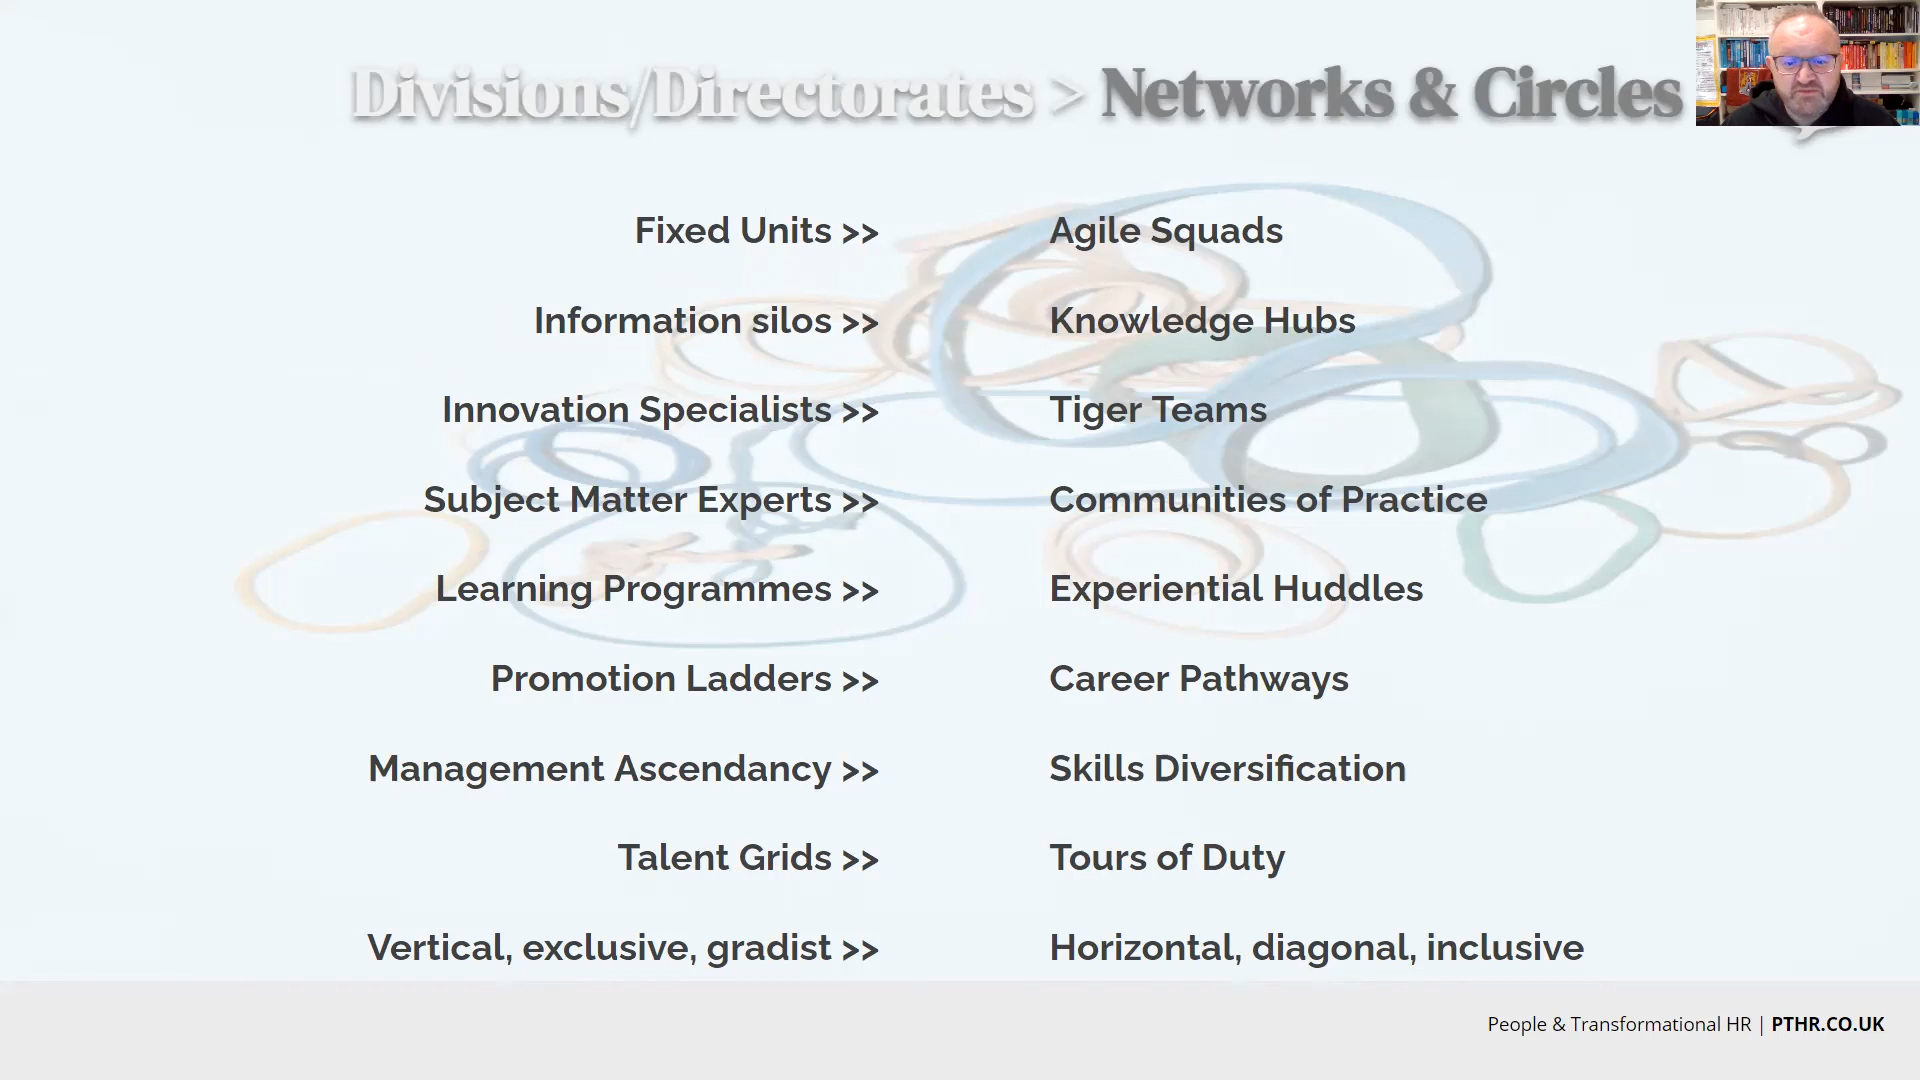 Divisions/Directorates > Networks & Circles
Fixed Units >> Agile Squads
Information silos >> Knowledge Hubs
Innovation Specialists >> Tiger Teams
Subject Matter Experts >> Communities of Practice
Learning Programmes >> Experiential Huddles
Promotion Ladders >> Career Pathways
Management Ascendancy >> Skills Diversification
Talent Grids >> Tours of Duty
Vertical, exclusive, gradist >> Horizontal, diagonal, inclusive
People & Transformational HR | PTHR.CO.UK